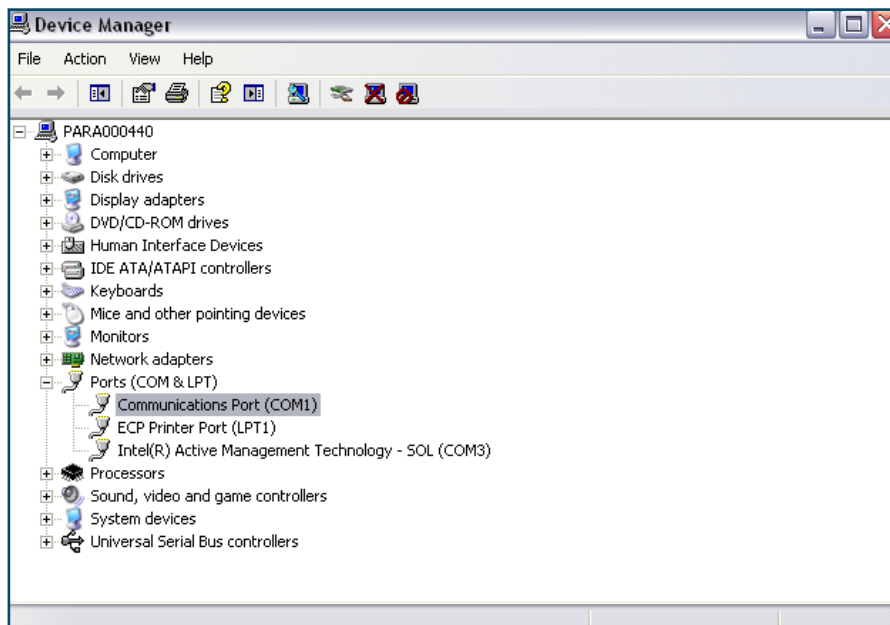 Device Manager
File Action View Help
PARA000440
Computer
Disk drives
Display adapters
DVD/CD-ROM drives
Human Interface Devices
IDE ATA/ATAPI controllers
Keyboards
Mice and other pointing devices
Monitors
Network adapters
Ports (COM & LPT)
Communications Port (COM1)
ECP Printer Port (LPT1)
Intel(R) Active Management Technology - SOL (COM3)
Processors
Sound, video and game controllers
System devices
Universal Serial Bus controllers